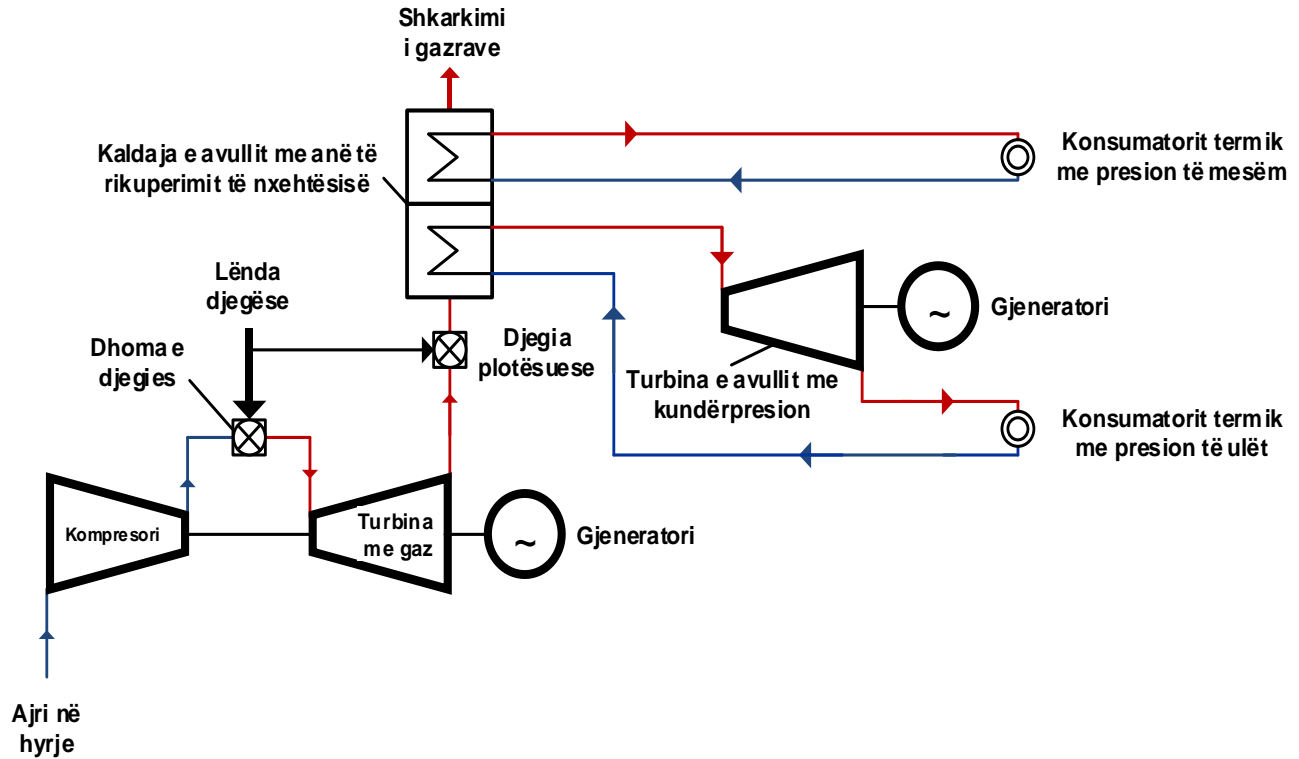 Shkarkimi
i gazrave
Kaldaja e avullit me anë të
rikuperimit të nxehtësisë
Konsumatorit termik
me presion të mesëm
Lënda
djegëse
Dhoma e
djegies
Djegia
plotësuese
~
Gjeneratori
Turbina e avullit me
kundërpresion
Konsumatorit termik
me presion të ulët
Kompresori
Turbina
me gaz
~
Gjeneratori
Ajri në
hyrje